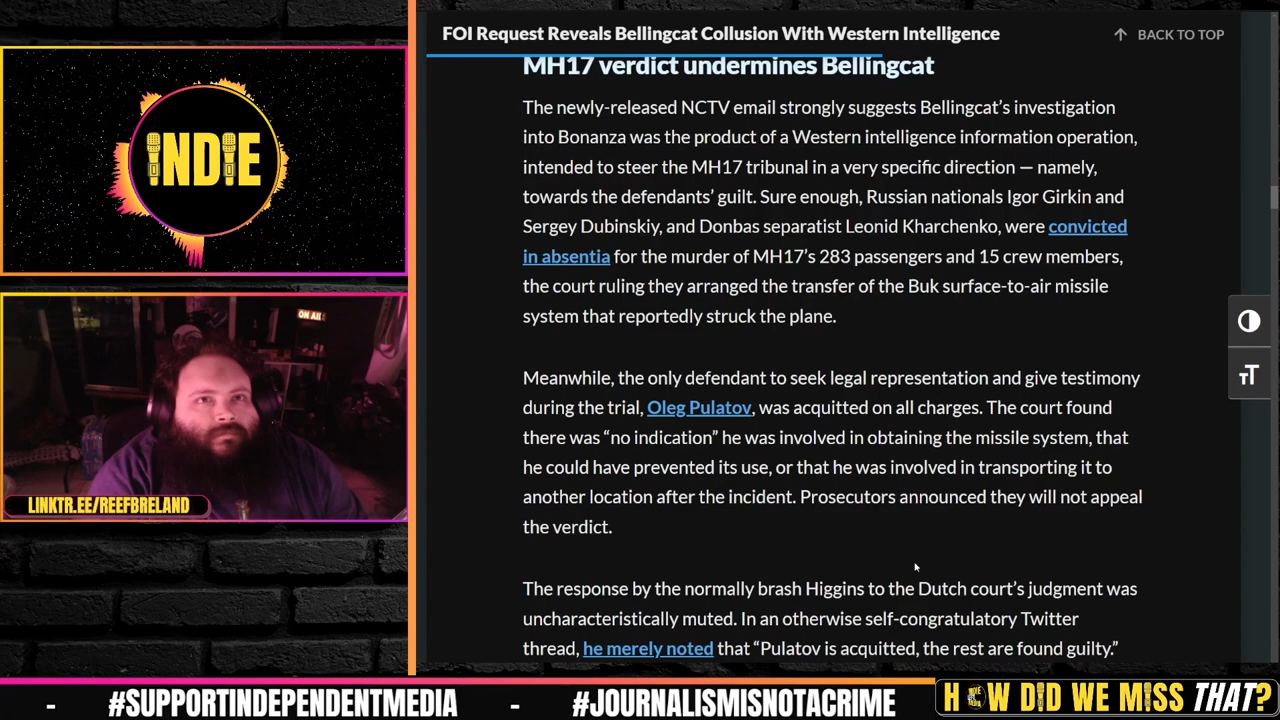 INDIE
ON AIR
LINKTR.EE/REEFBRELAND
FOI Request Reveals Bellingcat Collusion With Western Intelligence
BACK TO TOP
MH17 verdict undermines Bellingcat
The newly-released NCTV email strongly suggests Bellingcat’s investigation
into Bonanza was the product of a Western intelligence information operation,
intended to steer the MH17 tribunal in a very specific direction — namely,
towards the defendants’ guilt. Sure enough, Russian nationals Igor Girkin and
Sergey Dubinskiy, and Donbas separatist Leonid Kharchenko, were convicted
in absentia for the murder of MH17’s 283 passengers and 15 crew members,
the court ruling they arranged the transfer of the Buk surface-to-air missile
system that reportedly struck the plane.
Meanwhile, the only defendant to seek legal representation and give testimony
during the trial, Oleg Pulatov, was acquitted on all charges. The court found
there was “no indication” he was involved in obtaining the missile system, that
he could have prevented its use, or that he was involved in transporting it to
another location after the incident. Prosecutors announced they will not appeal
the verdict.
The response by the normally brash Higgins to the Dutch court’s judgment was
uncharacteristically muted. In an otherwise self-congratulatory Twitter
thread, he merely noted that “Pulatov is acquitted, the rest are found guilty.”
TT
- #SUPPORTINDEPENDENTMEDIA - #JOURNALISMISNOTACRIME
HOW DID WE MISS THAT?